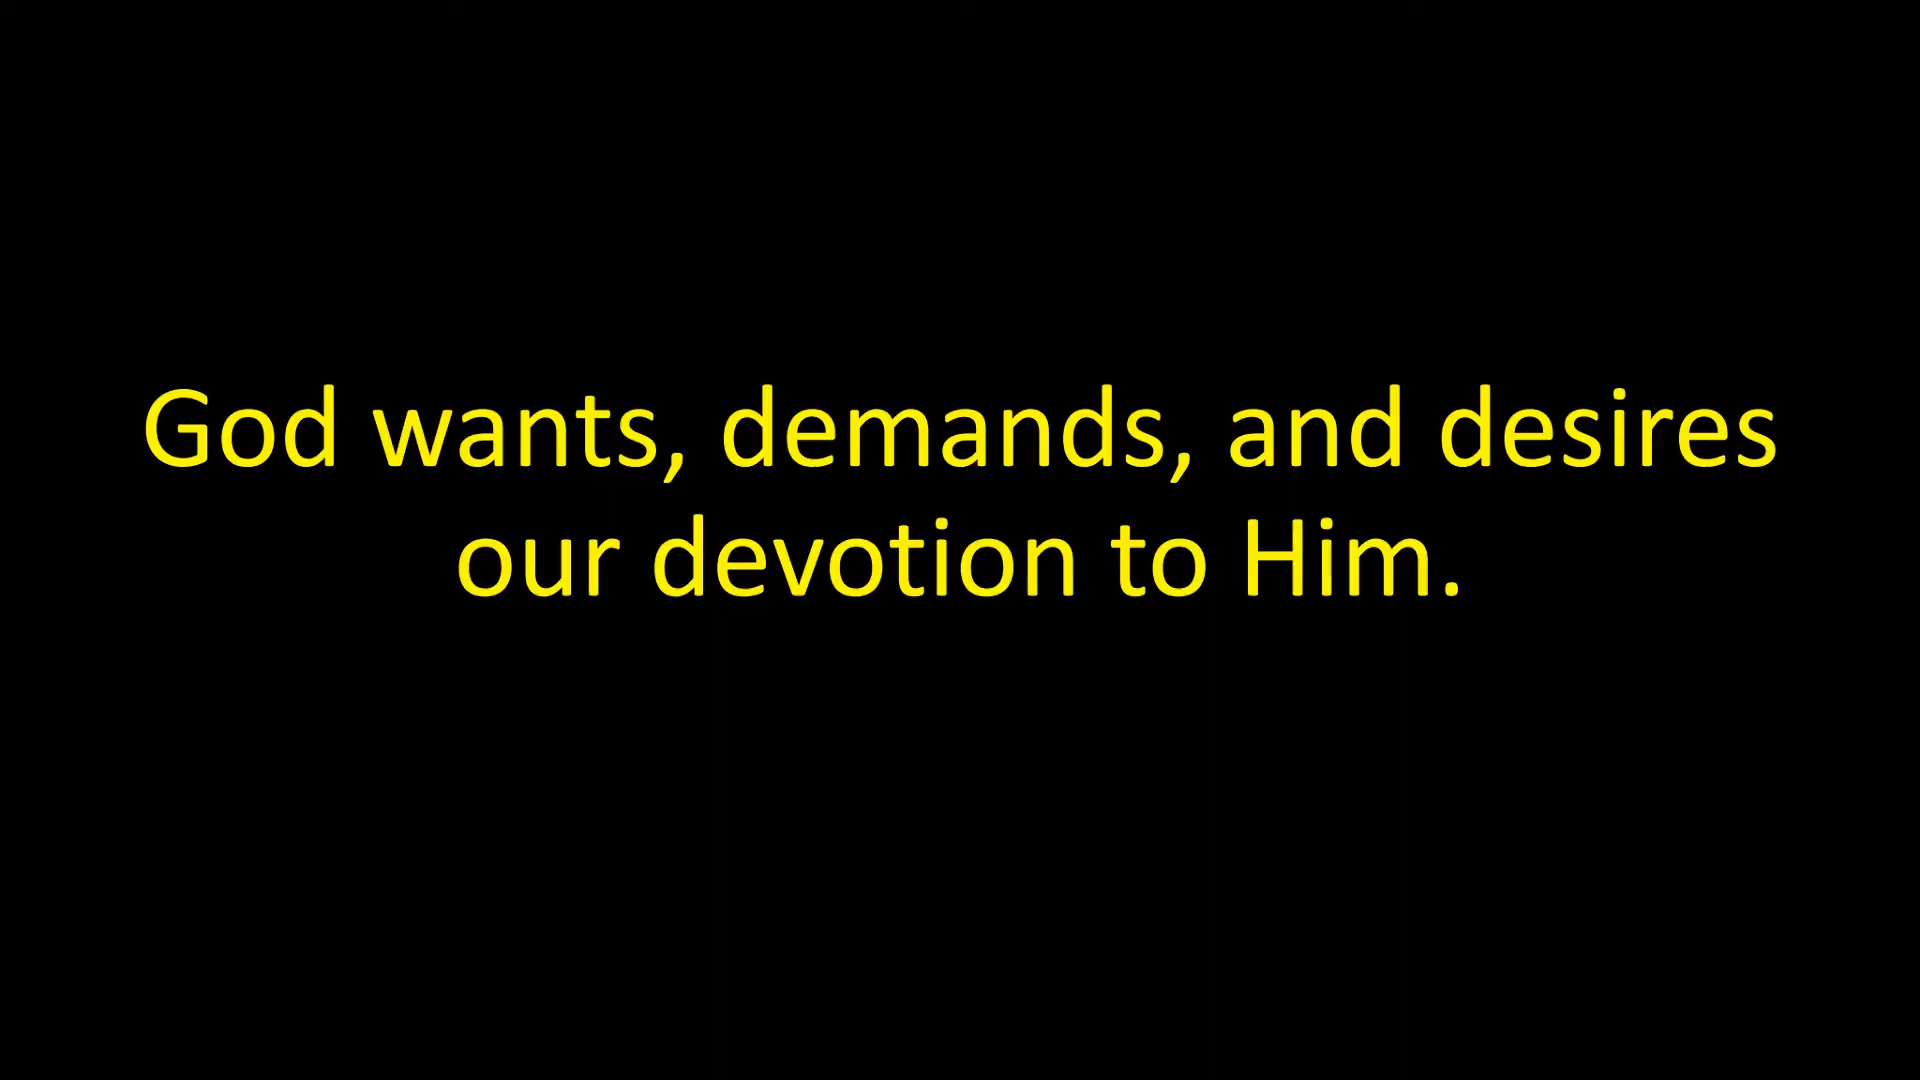 God wants, demands, and desires
our devotion to Him.